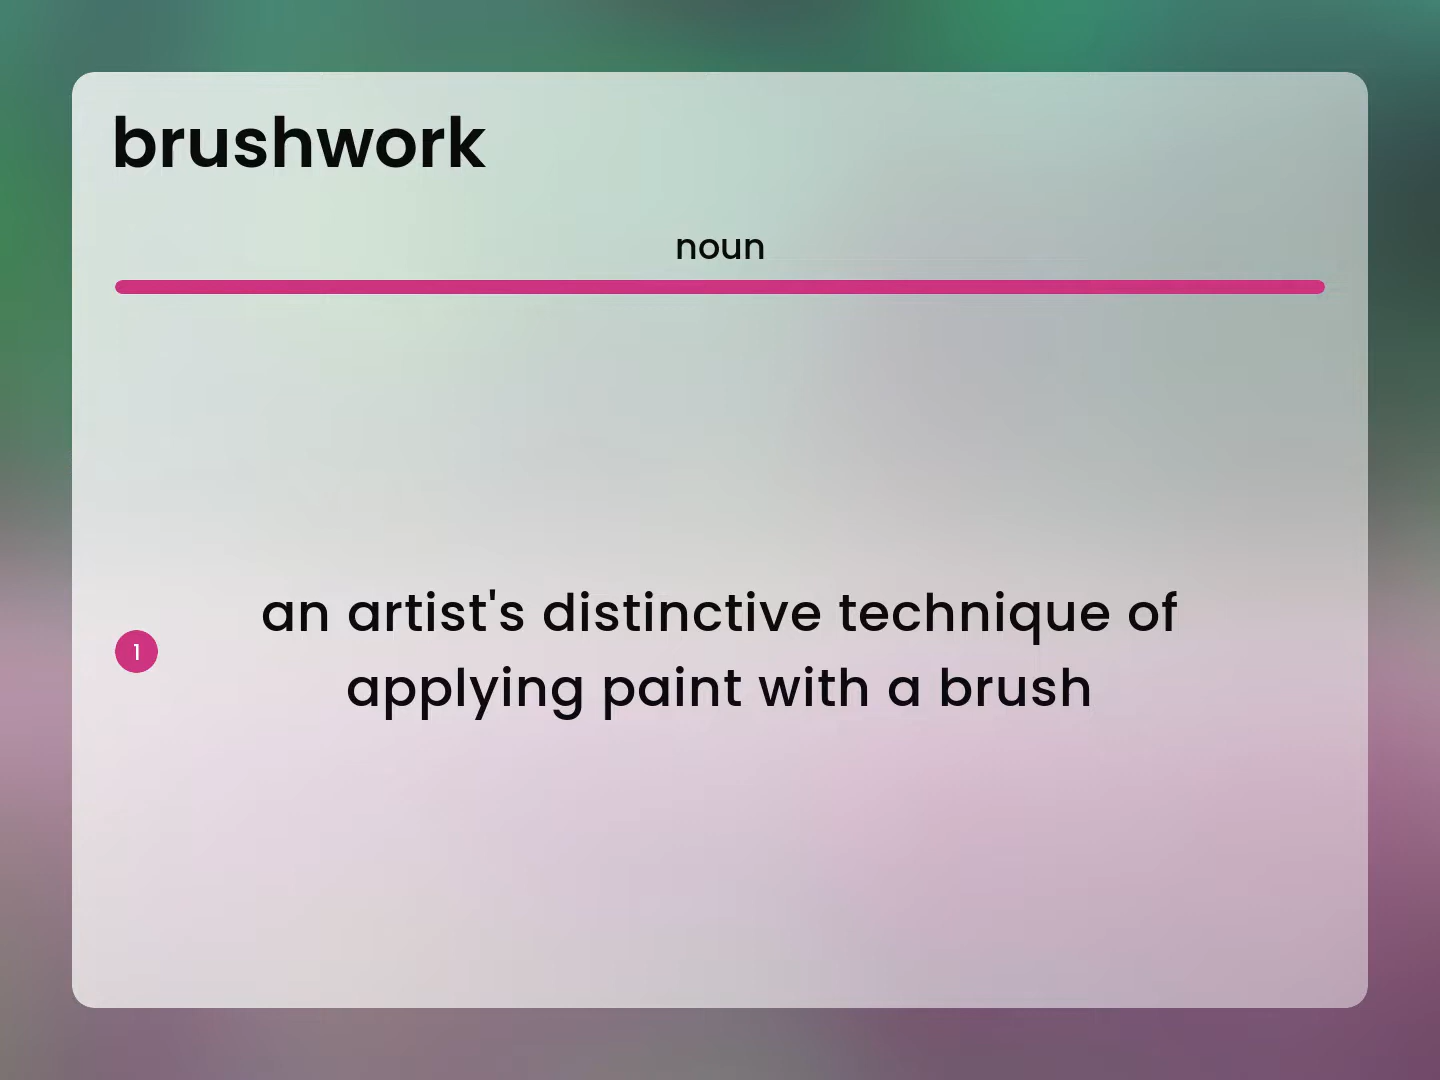 brushwork
noun
1
an artist's distinctive technique of
applying paint with a brush